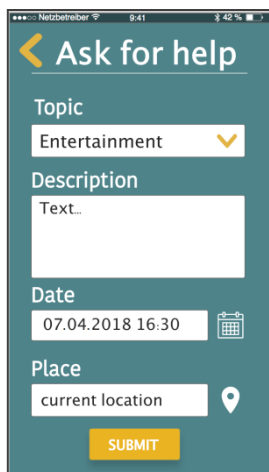 Netzbetreiber 9:41 42 %
Ask for help
Topic
Entertainment
Description
Text...
Date
07.04.2018 16:30
Place
current location
SUBMIT